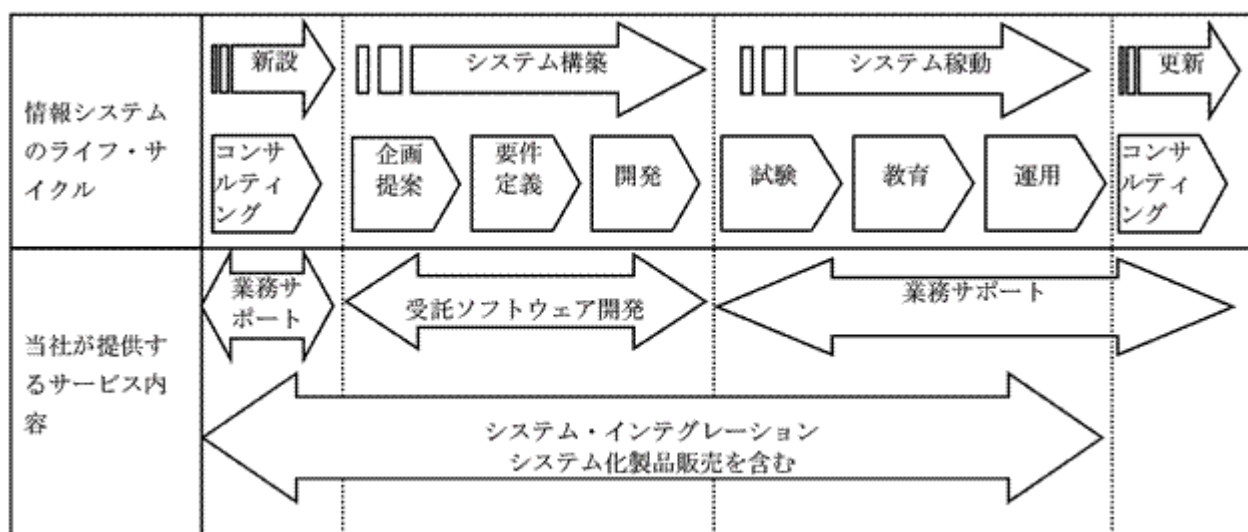 情報システム
のライフ・サ
イクル
新設
システム構築
システム稼動
更新
コンサ
ルティ
ング
企画
提案
要件
定義
開発
試験
教育
運用
コンサ
ルティ
ング
当社が提供す
るサービス内
容
業務サ
ポート
受託ソフトウェア開発
業務サポート
システム・インテグレーション
システム化製品販売を含む